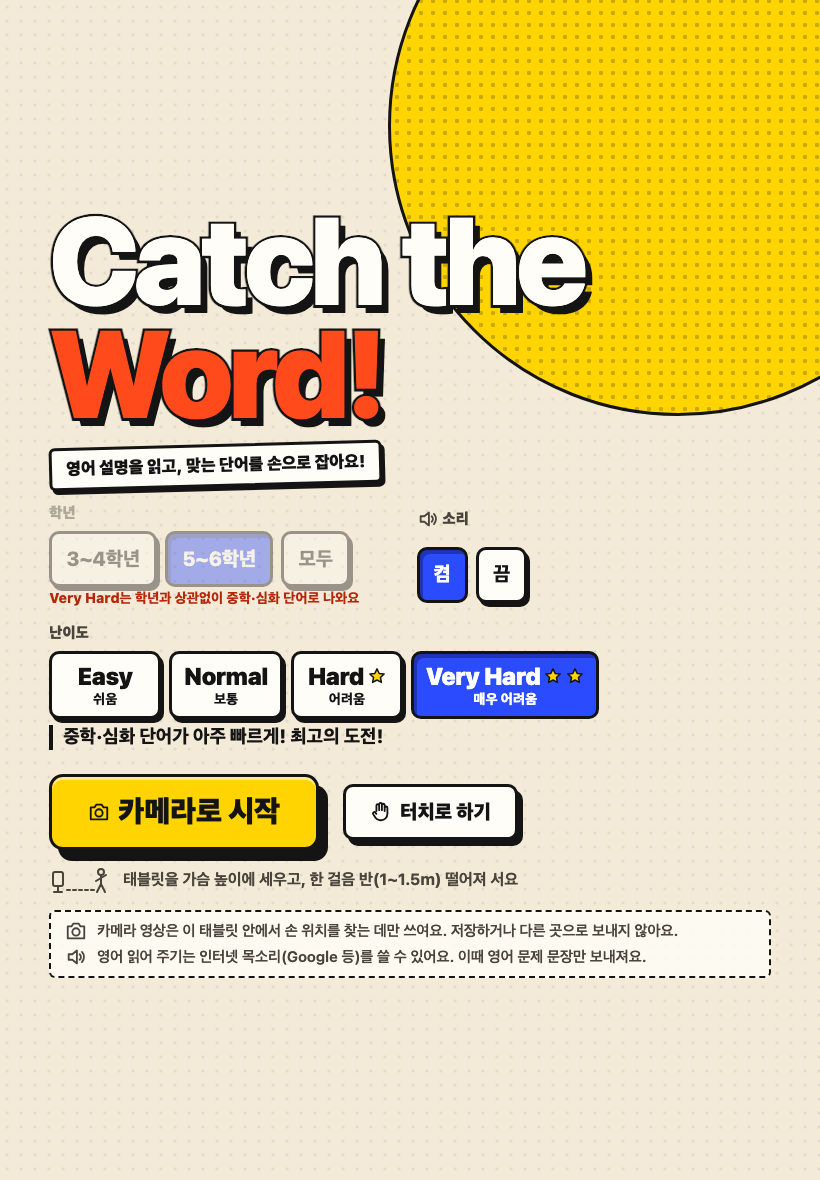 Catch the
Word!
영어 설명을 읽고, 맞는 단어를 손으로 잡아요!
학년
3~4학년 5~6학년 모두
Very Hard는 학년과 상관없이 중학·심화 단어로 나와요
소리
켬 끔
난이도
Easy Normal Hard Very Hard
쉬움 보통 어려움 매우 어려움
중학·심화 단어가 아주 빠르게! 최고의 도전!
카메라로 시작 터치로 하기
태블릿을 가슴 높이에 세우고, 한 걸음 반(1~1.5m) 떨어져 서요
카메라 영상은 이 태블릿 안에서 손 위치를 찾는 데만 쓰여요. 저장하거나 다른 곳으로 보내지 않아요.
영어 읽어 주기는 인터넷 목소리(Google 등)를 쓸 수 있어요. 이때 영어 문제 문장만 보내져요.